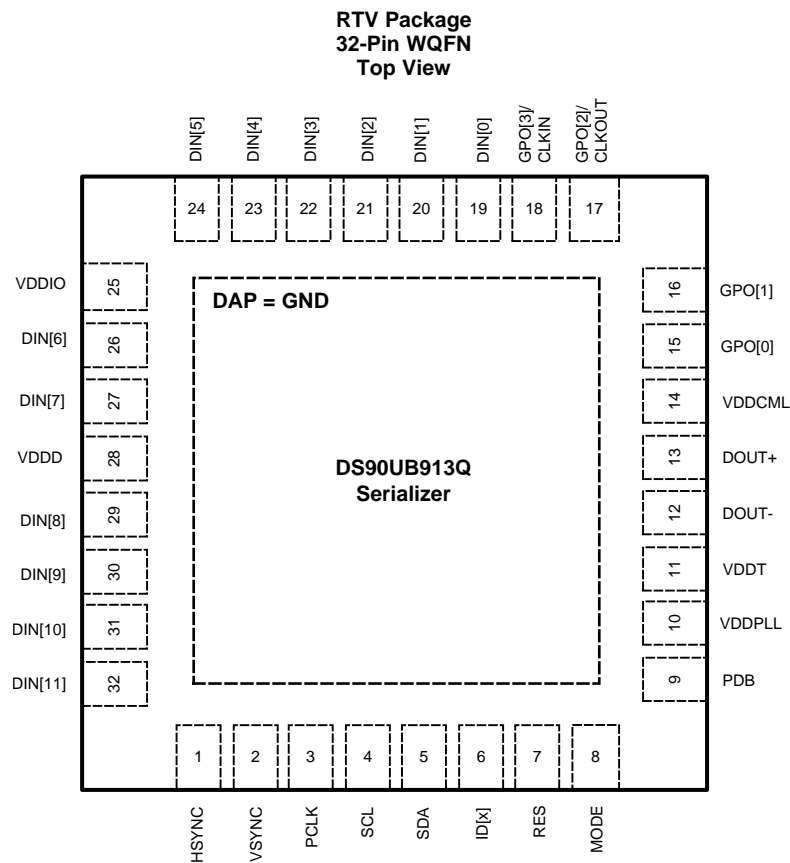 RTV Package
32-Pin WQFN
Top View
DIN[5]
DIN[4]
DIN[3]
DIN[2]
DIN[1]
DIN[0]
GPO[3]/
CLKIN
GPO[2]/
CLKOUT
24
23
22
21
20
19
18
17
VDDIO
25
DIN[6]
26
DIN[7]
27
VDDD
28
DIN[8]
29
DIN[9]
30
DIN[10]
31
DIN[11]
32
DAP = GND
DS90UB913Q
Serializer
16
GPO[1]
15
GPO[0]
14
VDDCML
13
DOUT+
12
DOUT-
11
VDDT
10
VDDPLL
9
PDB
1
2
3
4
5
6
7
8
HSYNC
VSYNC
PCLK
SCL
SDA
ID[x]
RES
MODE